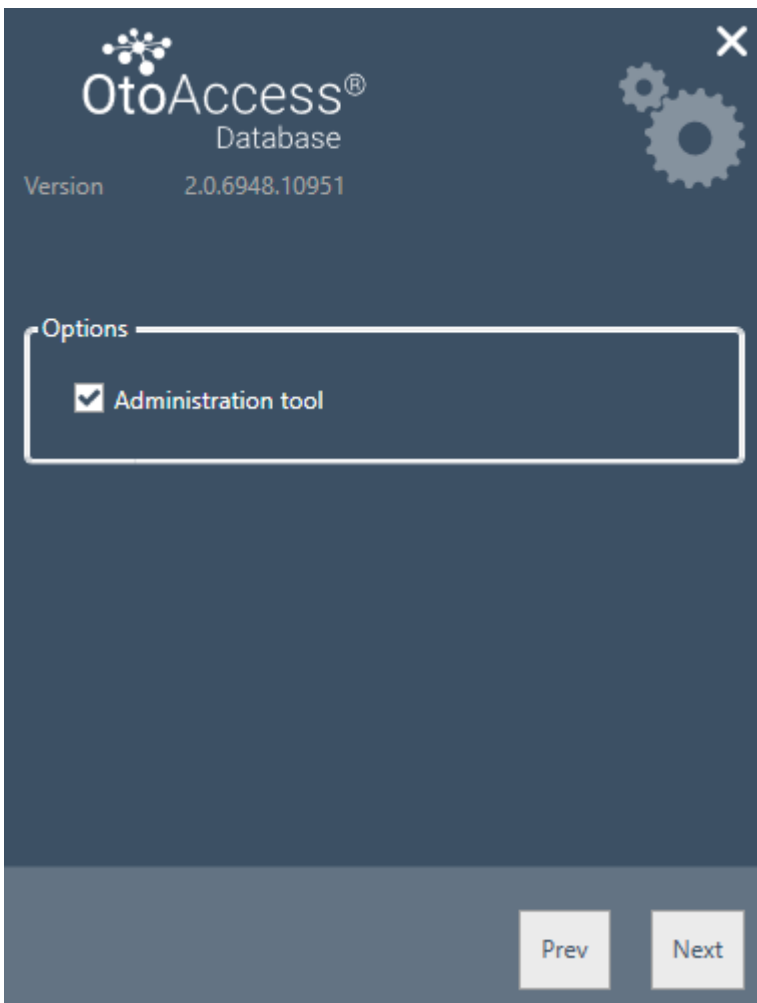 OtoAccess®
Database
Version 2.0.6948.10951
Options
Administration tool
Prev Next